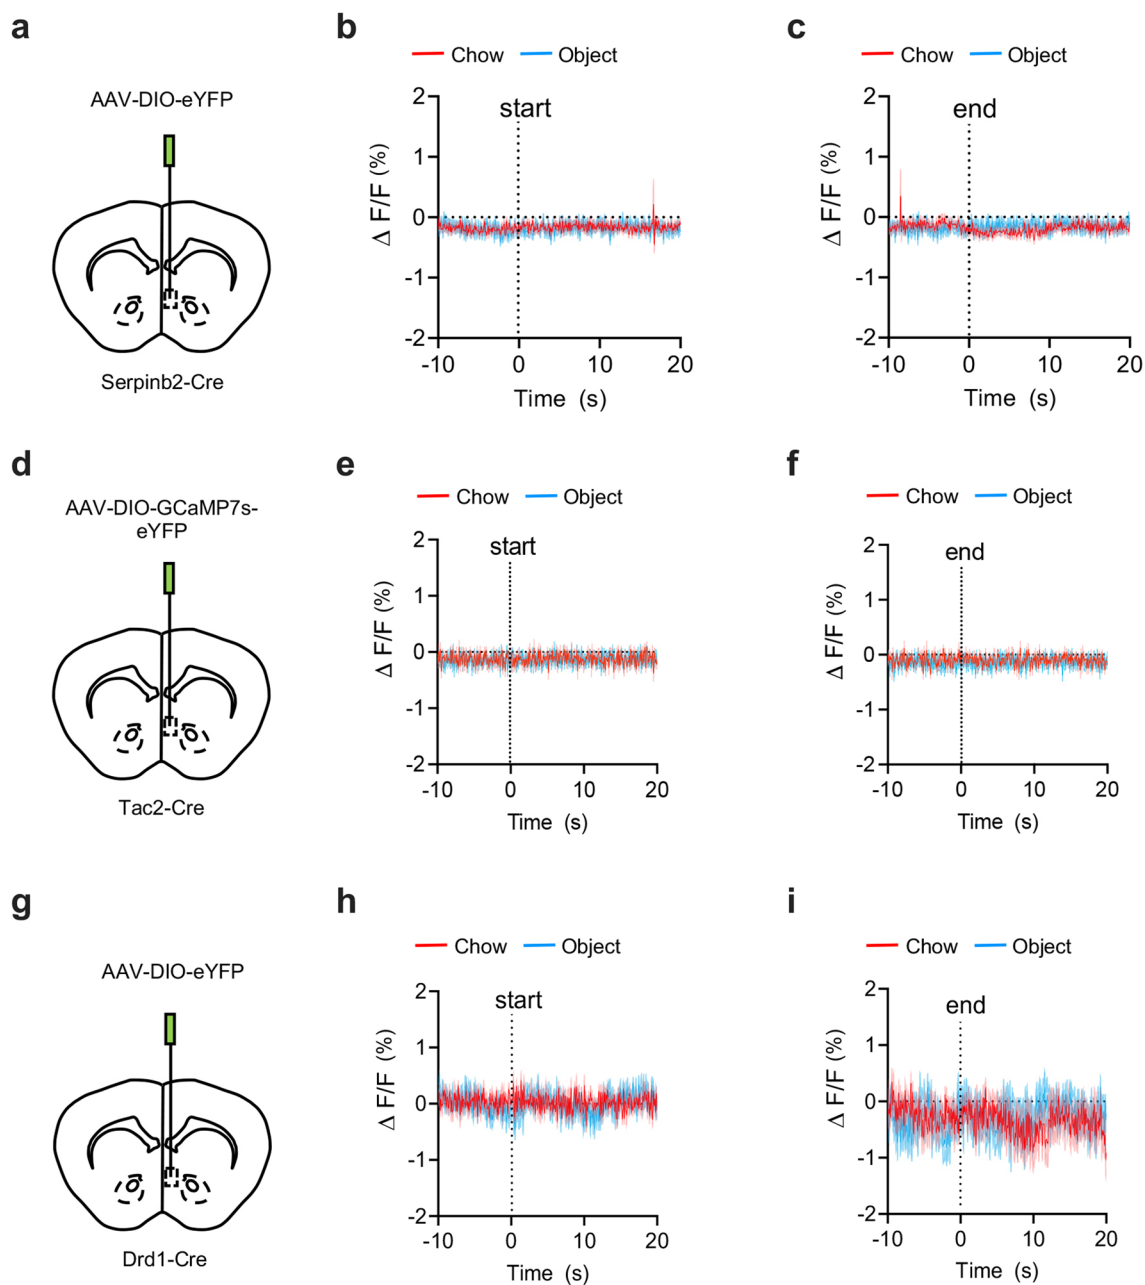 a
b
c
AAV-DIO-eYFP
Serpinb2-Cre
Chow Object
start
2
1
0
-1
-2
Δ F/F (%)
-10 0 10 20
Time (s)
Chow Object
end
2
1
0
-1
-2
Δ F/F (%)
-10 0 10 20
Time (s)
d
e
f
AAV-DIO-GCaMP7s-
eYFP
Tac2-Cre
Chow Object
start
2
1
0
-1
-2
Δ F/F (%)
-10 0 10 20
Time (s)
Chow Object
end
2
1
0
-1
-2
Δ F/F (%)
-10 0 10 20
Time (s)
g
h
i
AAV-DIO-eYFP
Drd1-Cre
Chow Object
start
2
1
0
-1
-2
Δ F/F (%)
-10 0 10 20
Time (s)
Chow Object
end
2
1
0
-1
-2
Δ F/F (%)
-10 0 10 20
Time (s)